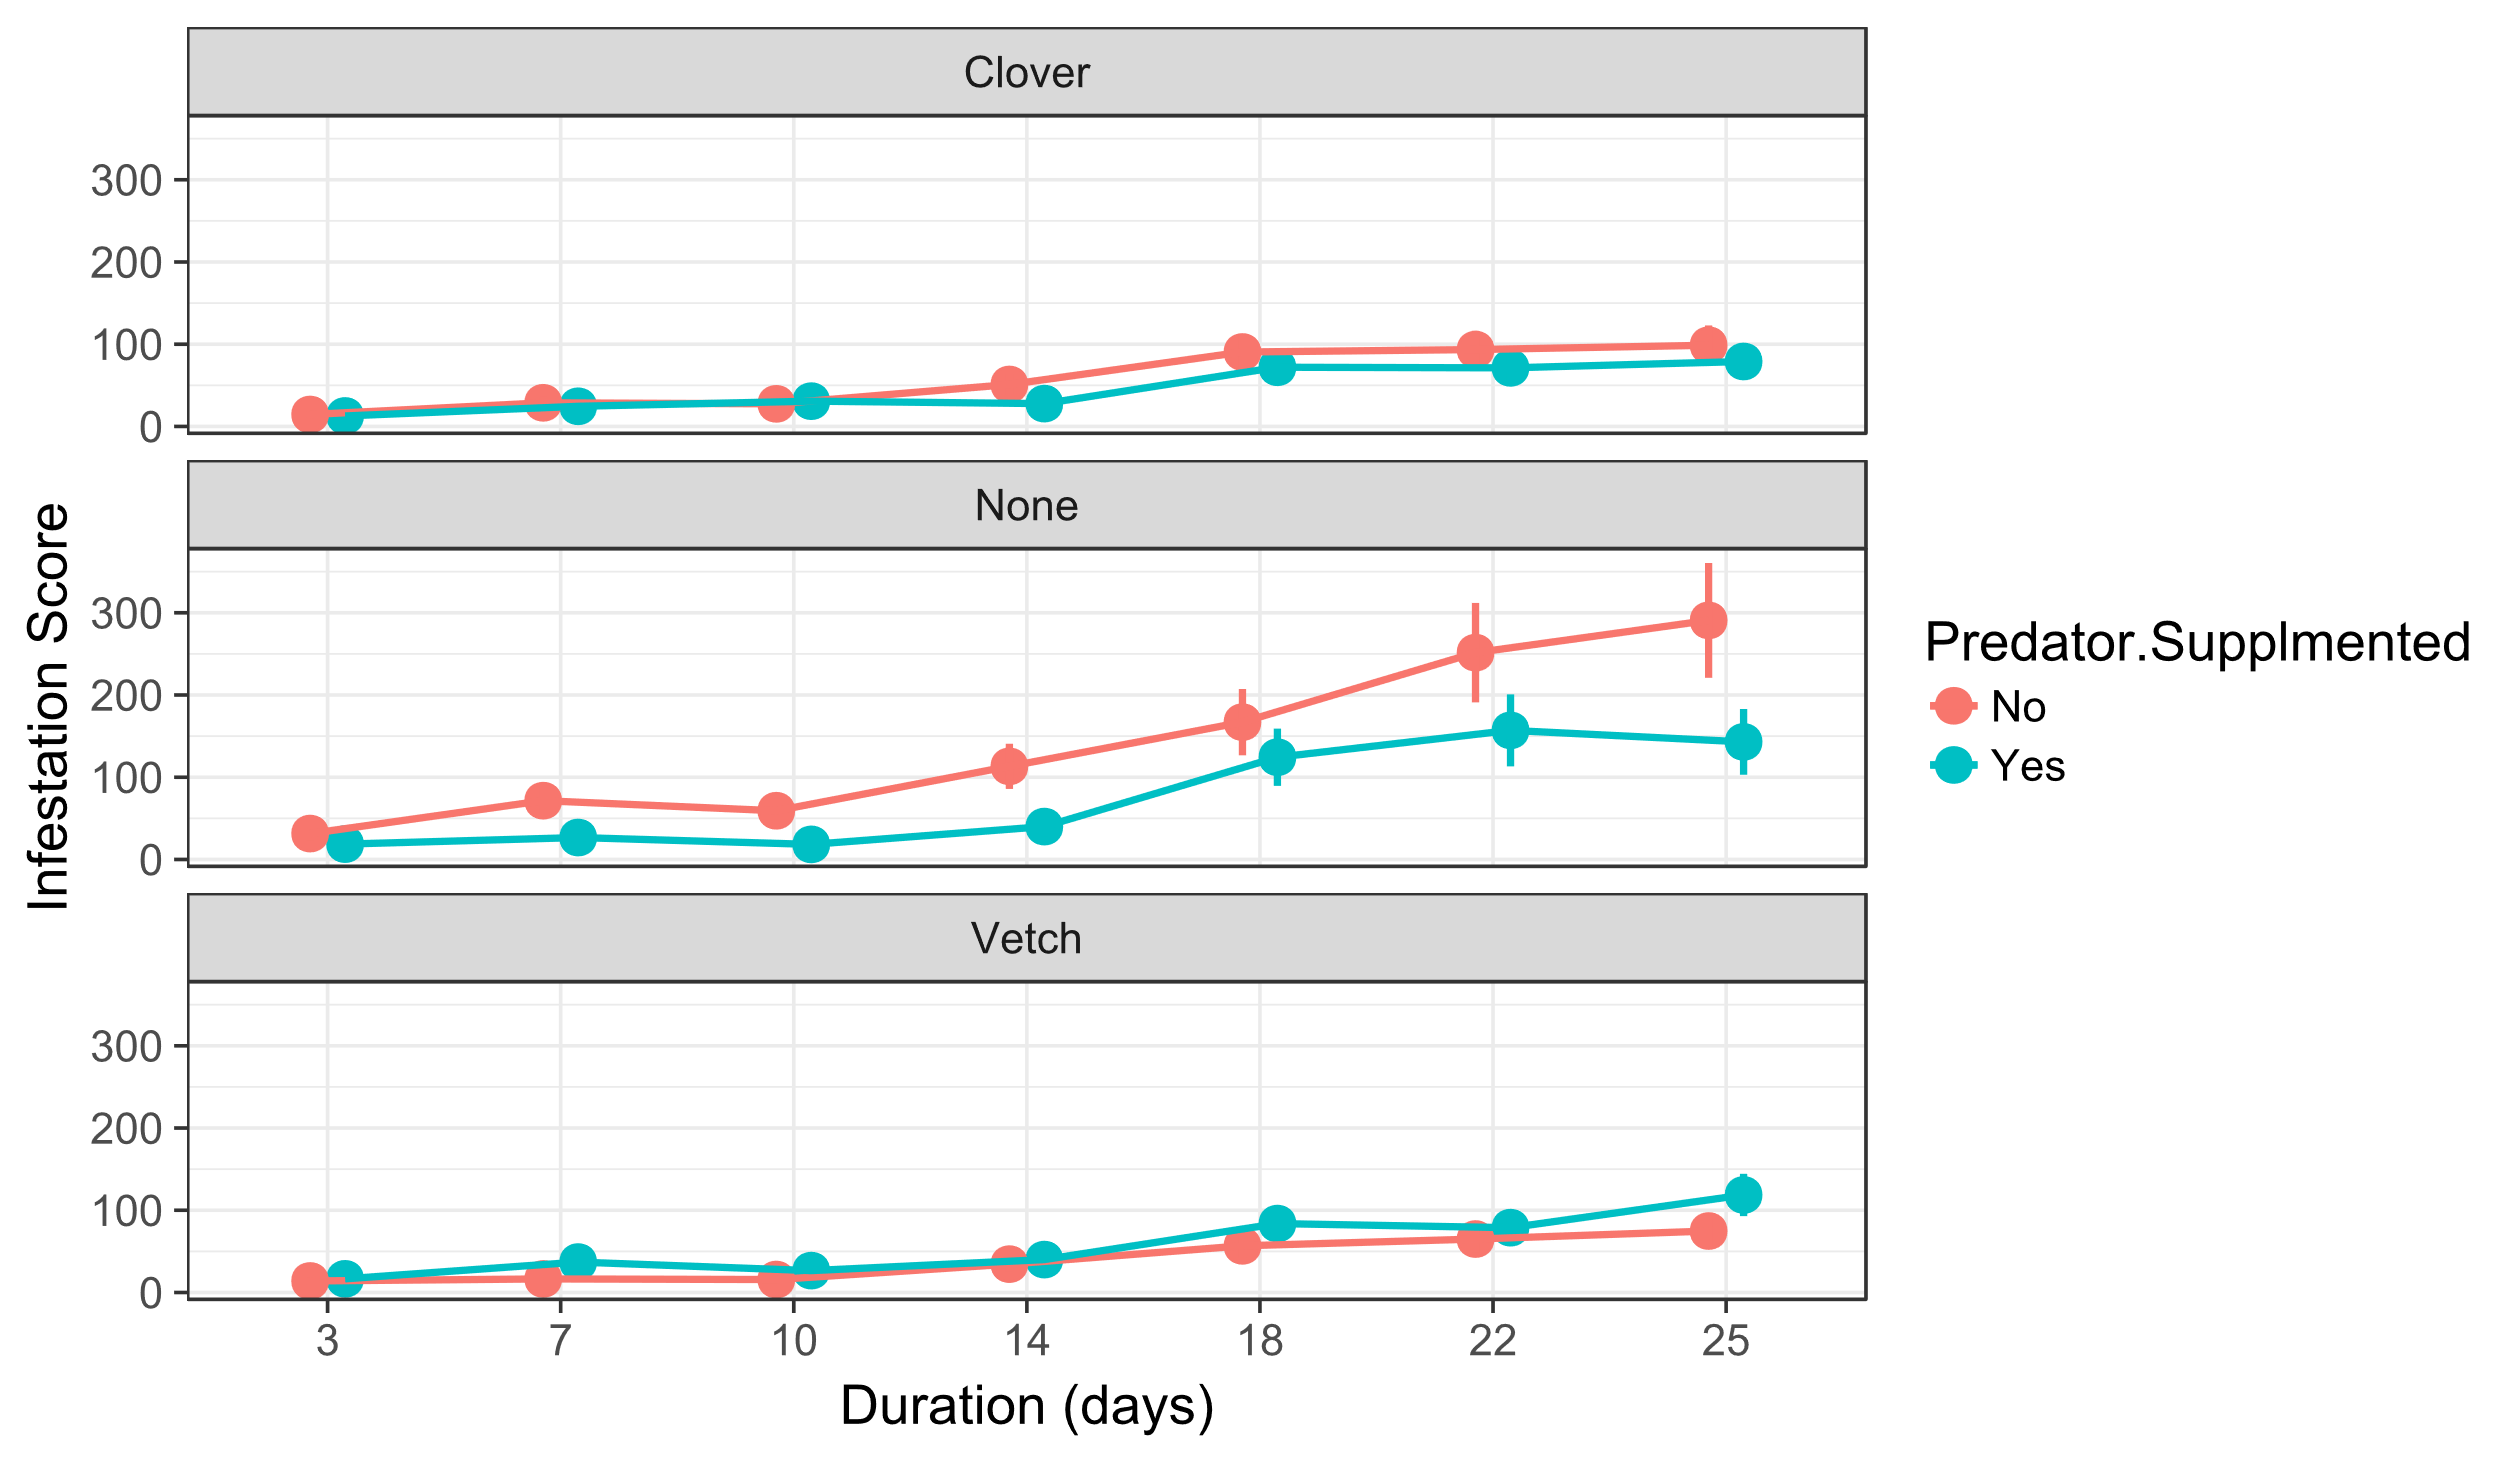 Clover
300
200
100
0
None
300
200
100
0
Vetch
300
200
100
0
3 7 10 14 18 22 25
Duration (days)
Infestation Score
Predator.Supplmented
No
Yes